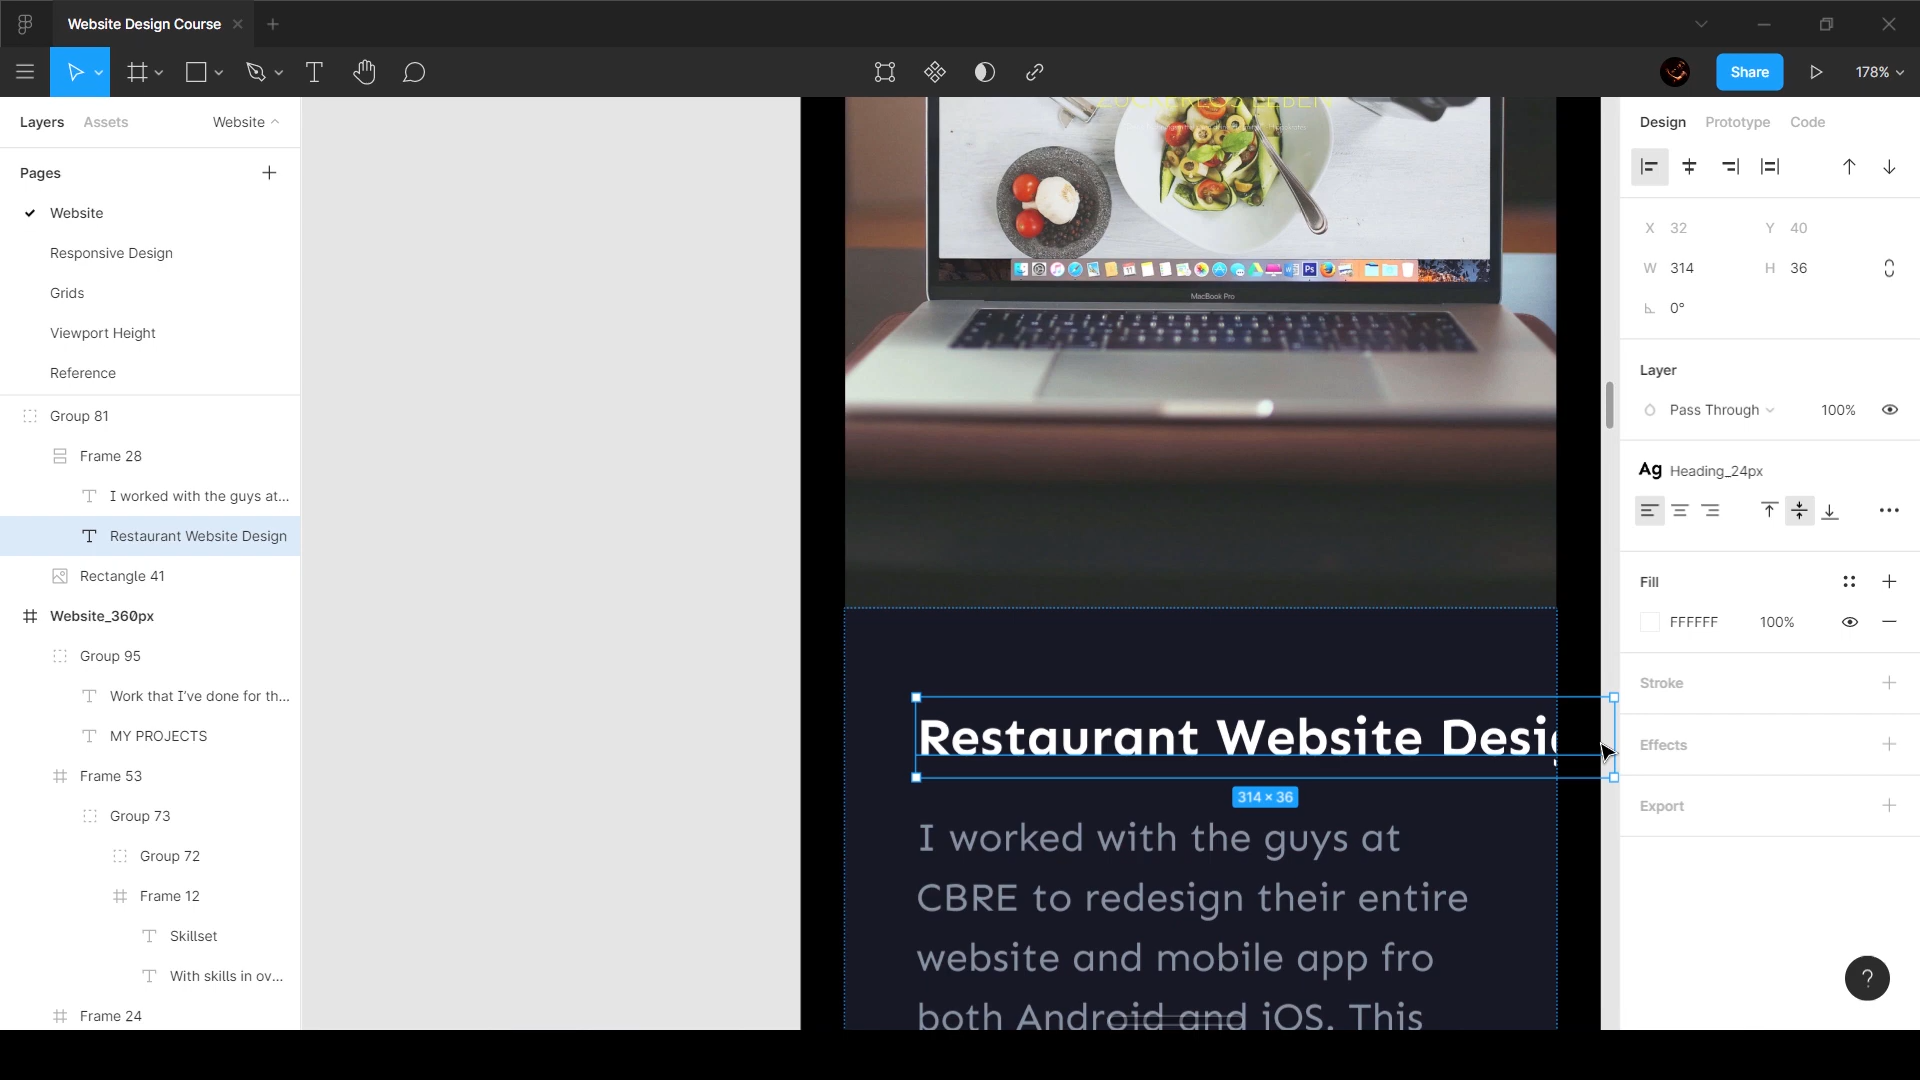 Website Design Course
Share
178%
Layers
Assets
Website
Pages
Website
Responsive Design
Grids
Viewport Height
Reference
Group 81
Frame 28
I worked with the guys at...
Restaurant Website Design
Rectangle 41
Website_360px
Group 95
Work that I've done for th...
MY PROJECTS
Frame 53
Group 73
Group 72
Frame 12
Skillset
With skills in ov...
Frame 24
ZUCKERLOS LEBEN
MacBook Pro
Restaurant Website Desig
314 × 36
I worked with the guys at
CBRE to redesign their entire
website and mobile app fro
both Android and iOS. This
Design
Prototype
Code
X 32
Y 40
W 314
H 36
0°
Layer
Pass Through
100%
Ag Heading_24px
Fill
FFFFFF
100%
Stroke
Effects
Export
?